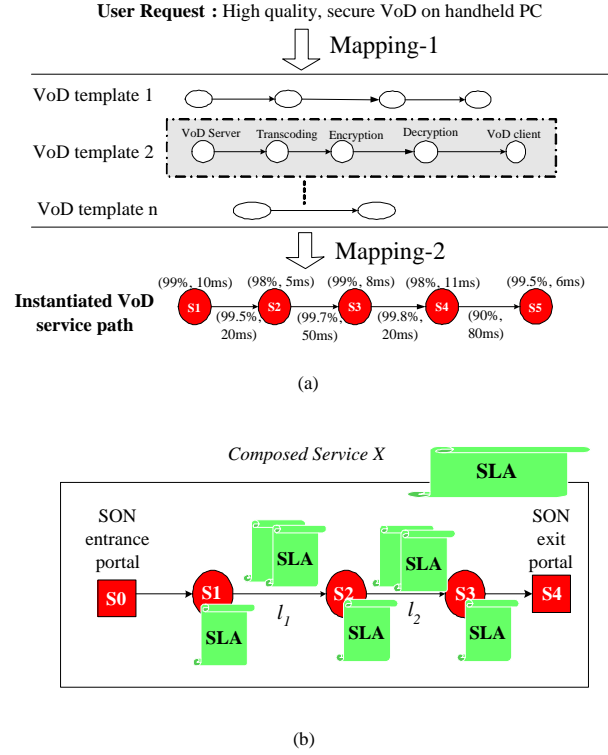 User Request : High quality, secure VoD on handheld PC
Mapping-1
VoD template 1
VoD Server Transcoding Encryption Decryption VoD client
VoD template 2
VoD template n
Mapping-2
(99%, 10ms) (98%, 5ms) (99%, 8ms) (98%, 11ms) (99.5%, 6ms)
Instantiated VoD
service path
S1 S2 S3 S4 S5
(99.5%, 20ms)
(99.7%, 50ms)
(99.8%, 20ms)
(90%, 80ms)
(a)
Composed Service X
SLA
SON
entrance
portal
SON
exit
portal
SLA SLA
S0 S1 S2 S3 S4
l1 l2
SLA SLA SLA
(b)